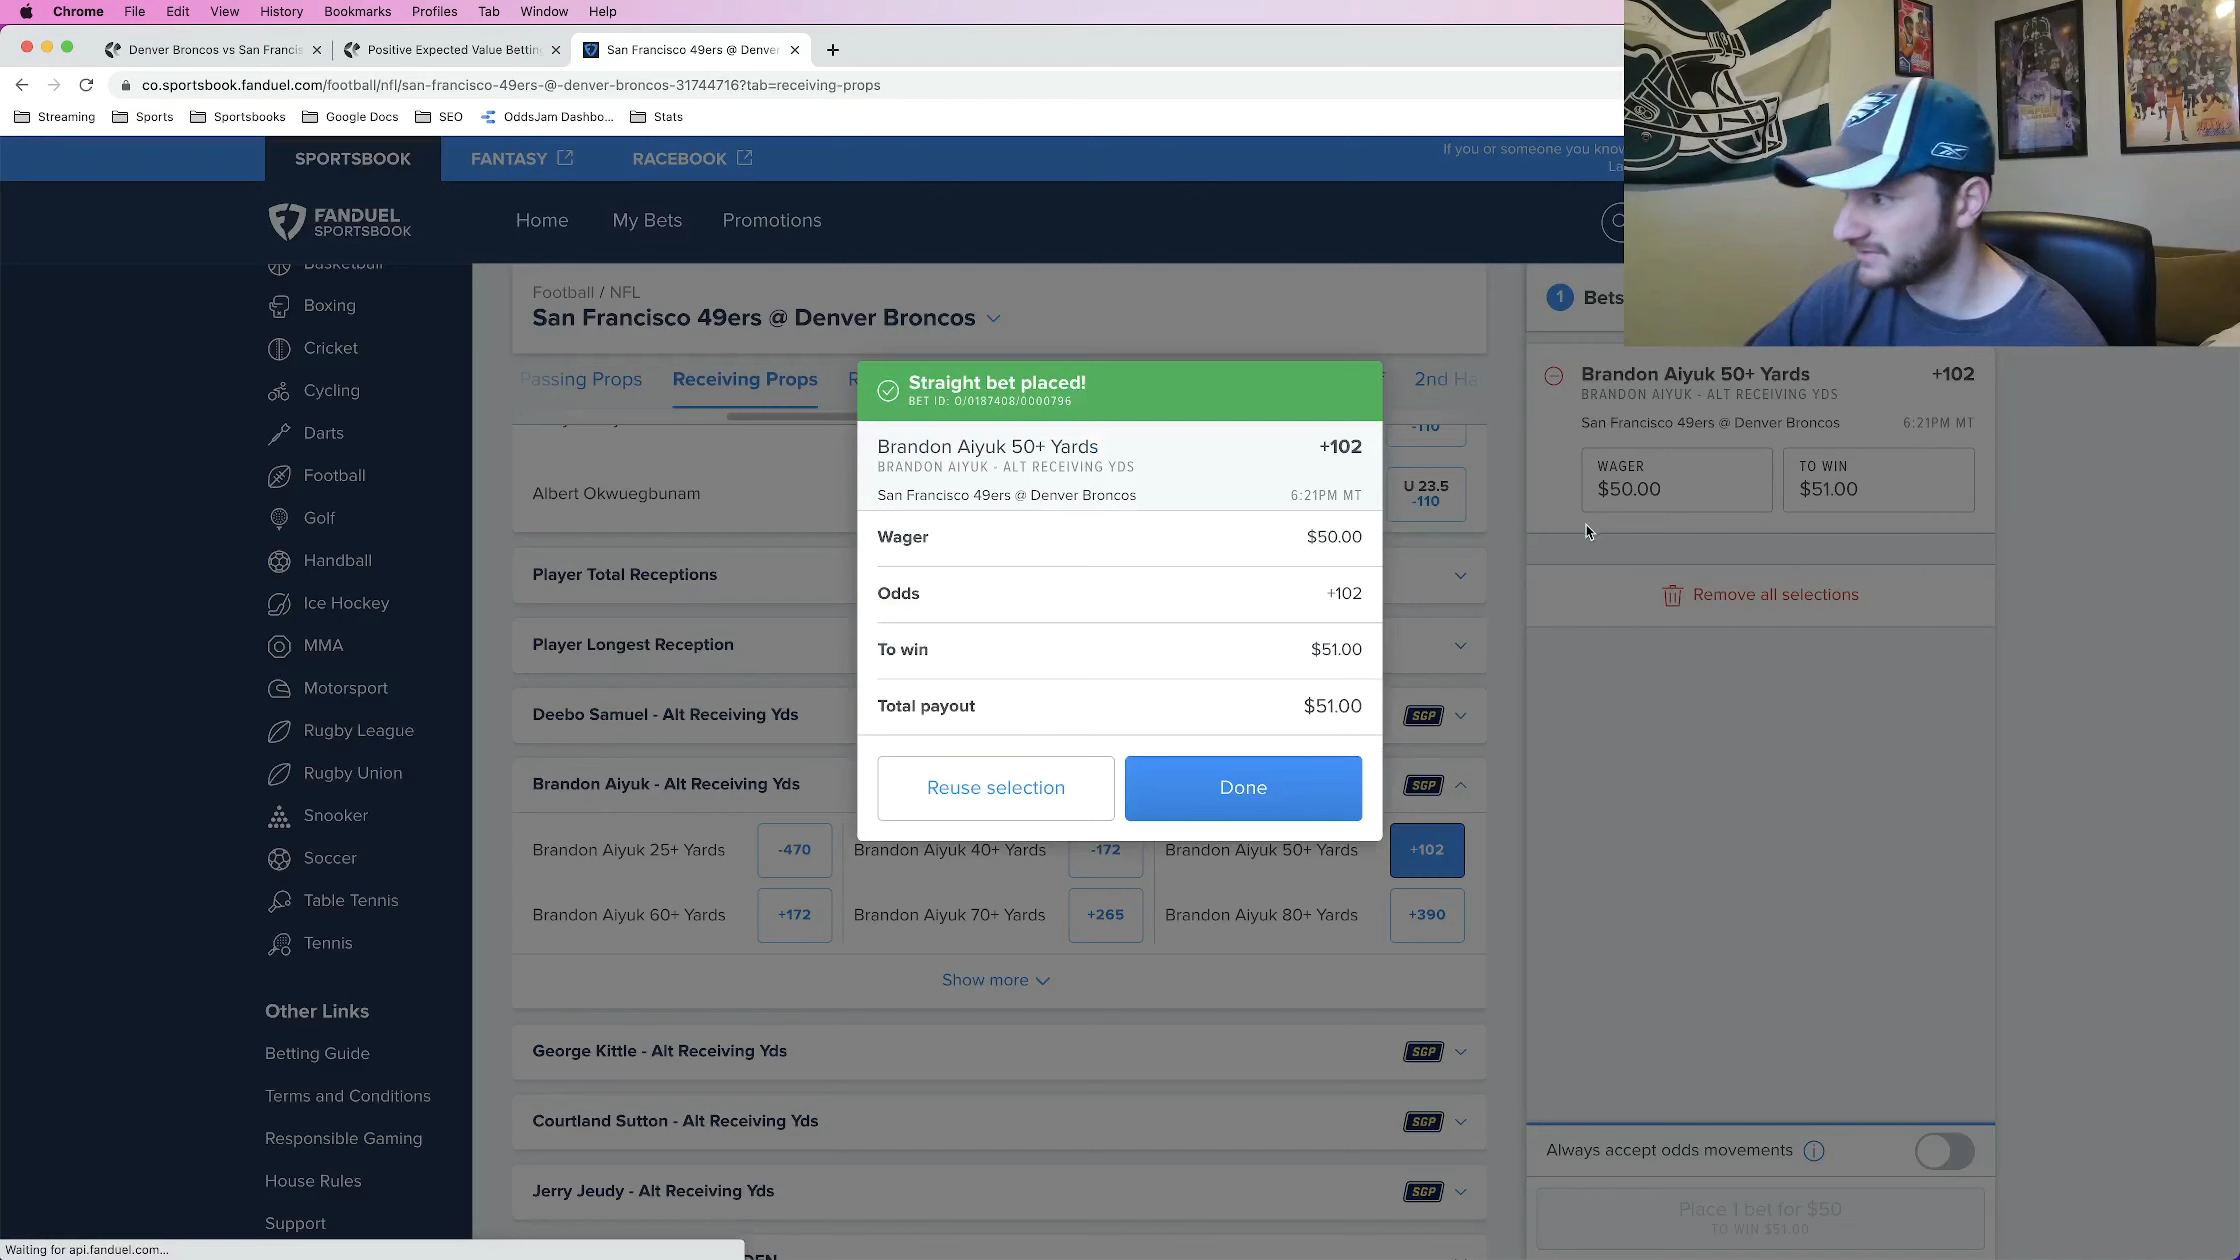 Chrome File Edit View History Bookmarks Profiles Tab Window Help
Denver Broncos vs San Francis
Positive Expected Value Betting
San Francisco 49ers @ Denver
co.sportsbook.fanduel.com/football/nfl/san-francisco-49ers-@-denver-broncos-31744716?tab=receiving-props
Streaming Sports Sportsbooks Google Docs SEO OddsJam Dashbo... Stats
SPORTSBOOK FANTASY RACEBOOK
If you or someone you know
FANDUEL
SPORTSBOOK
Home My Bets Promotions
Basketball
Boxing
Cricket
Cycling
Darts
Football
Golf
Handball
Ice Hockey
MMA
Motorsport
Rugby League
Rugby Union
Snooker
Soccer
Table Tennis
Tennis
Other Links
Betting Guide
Terms and Conditions
Responsible Gaming
House Rules
Support
Waiting for api.fanduel.com...
Football / NFL
San Francisco 49ers @ Denver Broncos
Passing Props Receiving Props 2nd Ha
-110
Albert Okwuegbunam
U 23.5
-110
Player Total Receptions
Player Longest Reception
Deebo Samuel - Alt Receiving Yds SGP
Brandon Aiyuk - Alt Receiving Yds SGP
Brandon Aiyuk 25+ Yards -470 Brandon Aiyuk 40+ Yards -172 Brandon Aiyuk 50+ Yards +102
Brandon Aiyuk 60+ Yards +172 Brandon Aiyuk 70+ Yards +265 Brandon Aiyuk 80+ Yards +390
Show more
George Kittle - Alt Receiving Yds SGP
Courtland Sutton - Alt Receiving Yds SGP
Jerry Jeudy - Alt Receiving Yds SGP
Straight bet placed!
BET ID: O/0187408/0000796
Brandon Aiyuk 50+ Yards +102
BRANDON AIYUK - ALT RECEIVING YDS
San Francisco 49ers @ Denver Broncos 6:21PM MT
Wager $50.00
Odds +102
To win $51.00
Total payout $51.00
Reuse selection Done
1 Bets
Brandon Aiyuk 50+ Yards +102
BRANDON AIYUK - ALT RECEIVING YDS
San Francisco 49ers @ Denver Broncos 6:21PM MT
WAGER TO WIN
$50.00 $51.00
Remove all selections
Always accept odds movements
Place 1 bet for $50
TO WIN $51.00